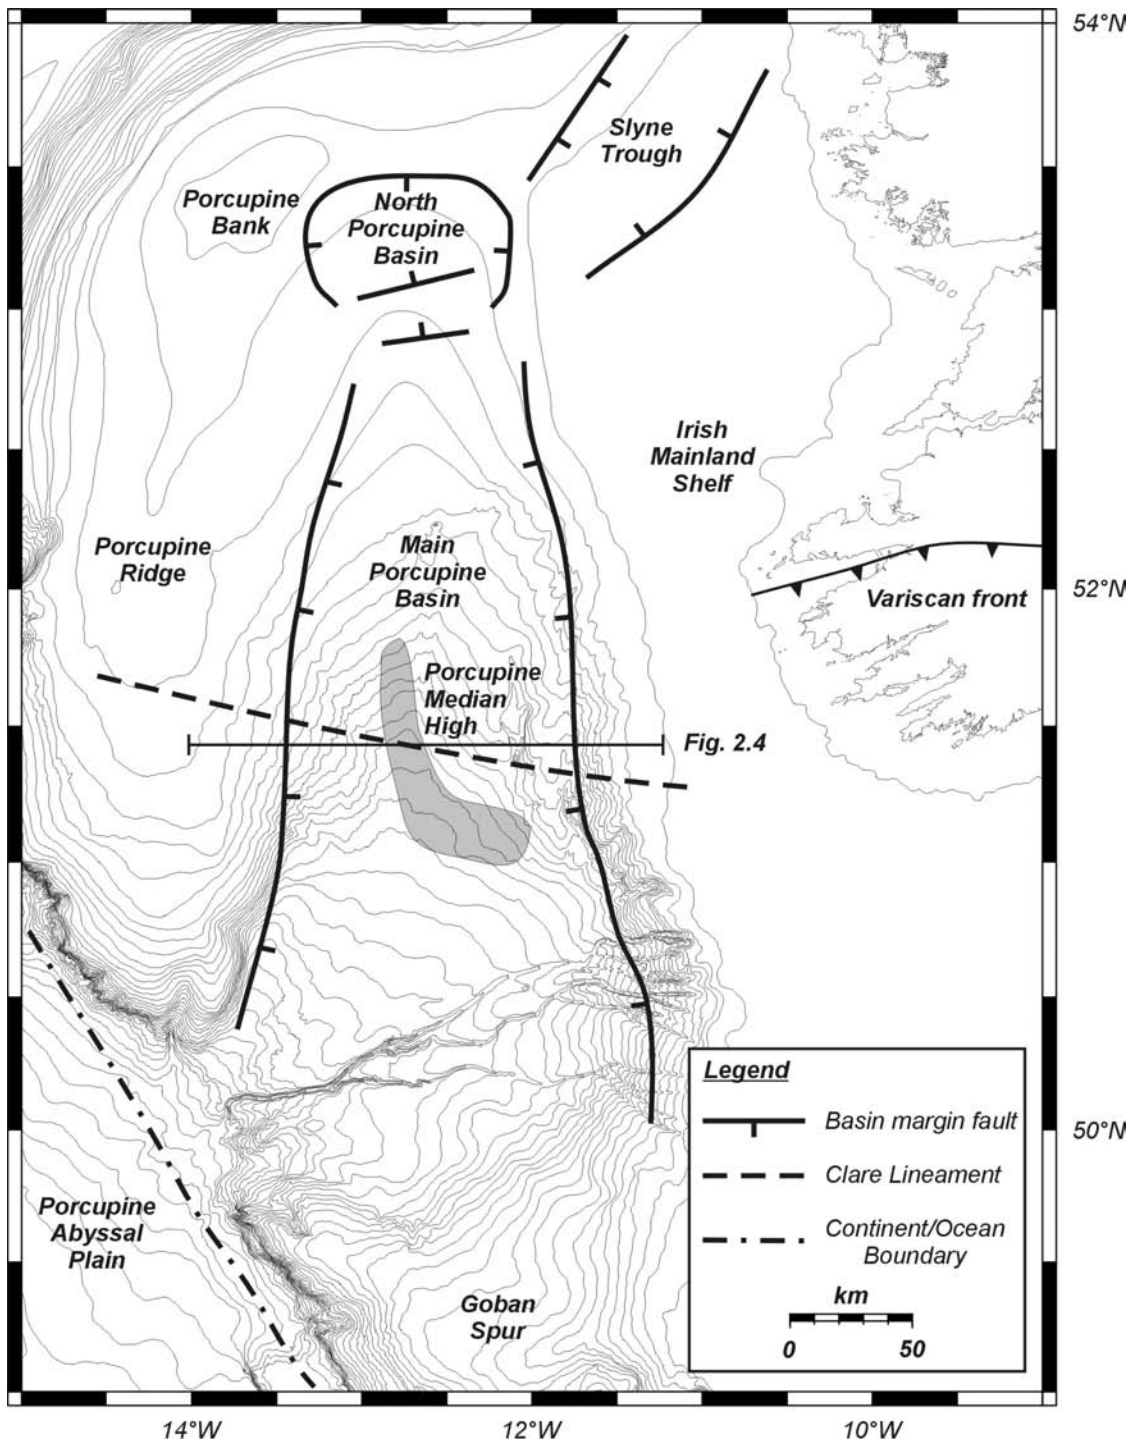 54°N
Slyne
Trough
Porcupine
Bank
North
Porcupine
Basin
Irish
Mainland
Shelf
Porcupine
Ridge
Main
Porcupine
Basin
52°N
Variscan front
Porcupine
Median
High
Fig. 2.4
Legend
Basin margin fault
50°N
Clare Lineament
Continent/Ocean
Boundary
km
0 50
Porcupine
Abyssal
Plain
Goban
Spur
14°W 12°W 10°W